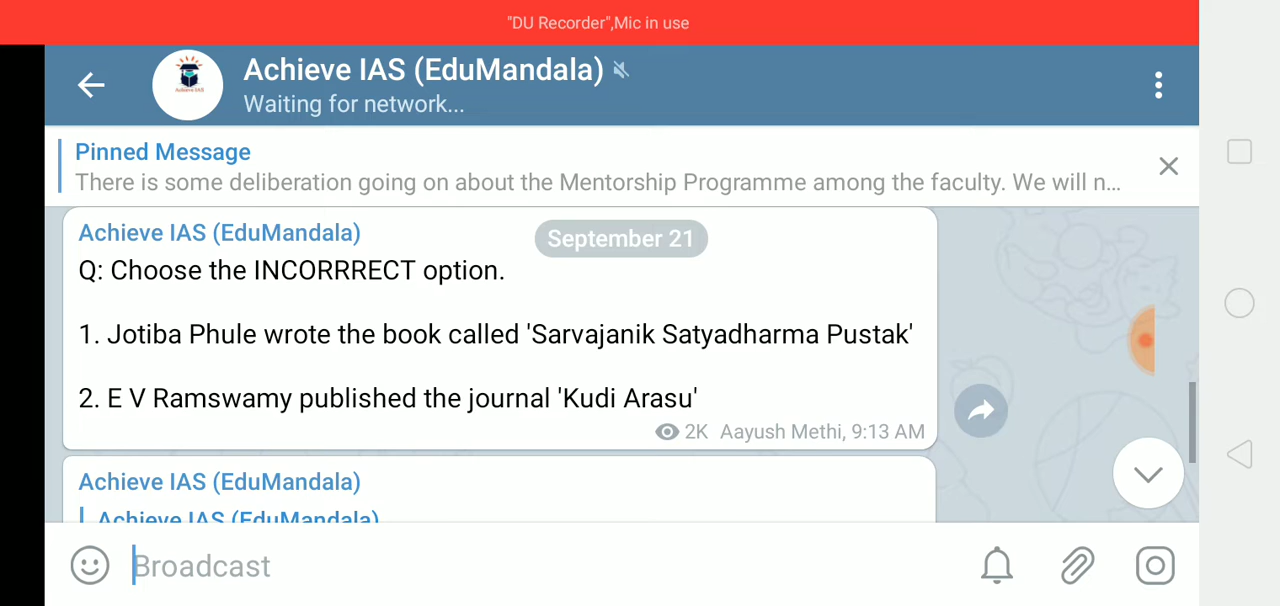 "DU Recorder",Mic in use
Achieve IAS (EduMandala)
Waiting for network...
Pinned Message
There is some deliberation going on about the Mentorship Programme among the faculty. We will n...
September 21
Achieve IAS (EduMandala)
Q: Choose the INCORRRECT option.
1. Jotiba Phule wrote the book called 'Sarvajanik Satyadharma Pustak'
2. E V Ramswamy published the journal 'Kudi Arasu'
2K Aayush Methi, 9:13 AM
Achieve IAS (EduMandala)
Achieve IAS (EduMandala)
Broadcast